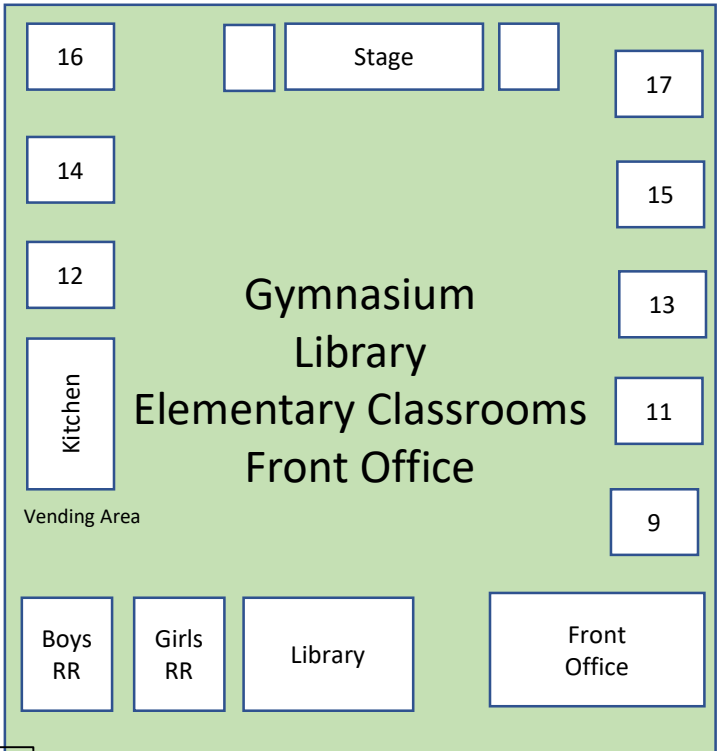 16
Stage
17
14
15
12
13
Gymnasium
Library
Elementary Classrooms
Front Office
Kitchen
11
Vending Area
9
Boys
RR
Girls
RR
Library
Front
Office